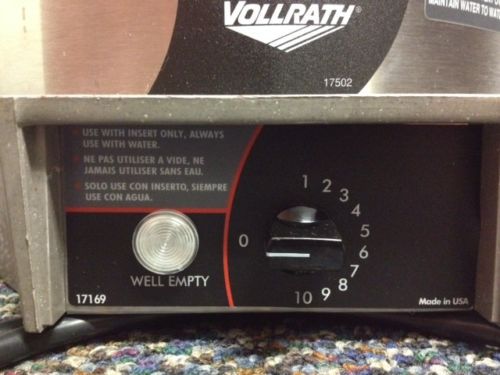 VOLLRATH®
17502
MAINTAIN WATER TO
USE WITH INSERT ONLY, ALWAYS
USE WITH WATER.
NE PAS UTILISER A VIDE, NE
JAMAIS UTILISER SANS EAU.
SOLO USE CON INSERTO, SIEMPRE
USE CON AGUA.
WELL EMPTY
17169
0
1
2
3
4
5
6
7
8
9
10
Made in USA